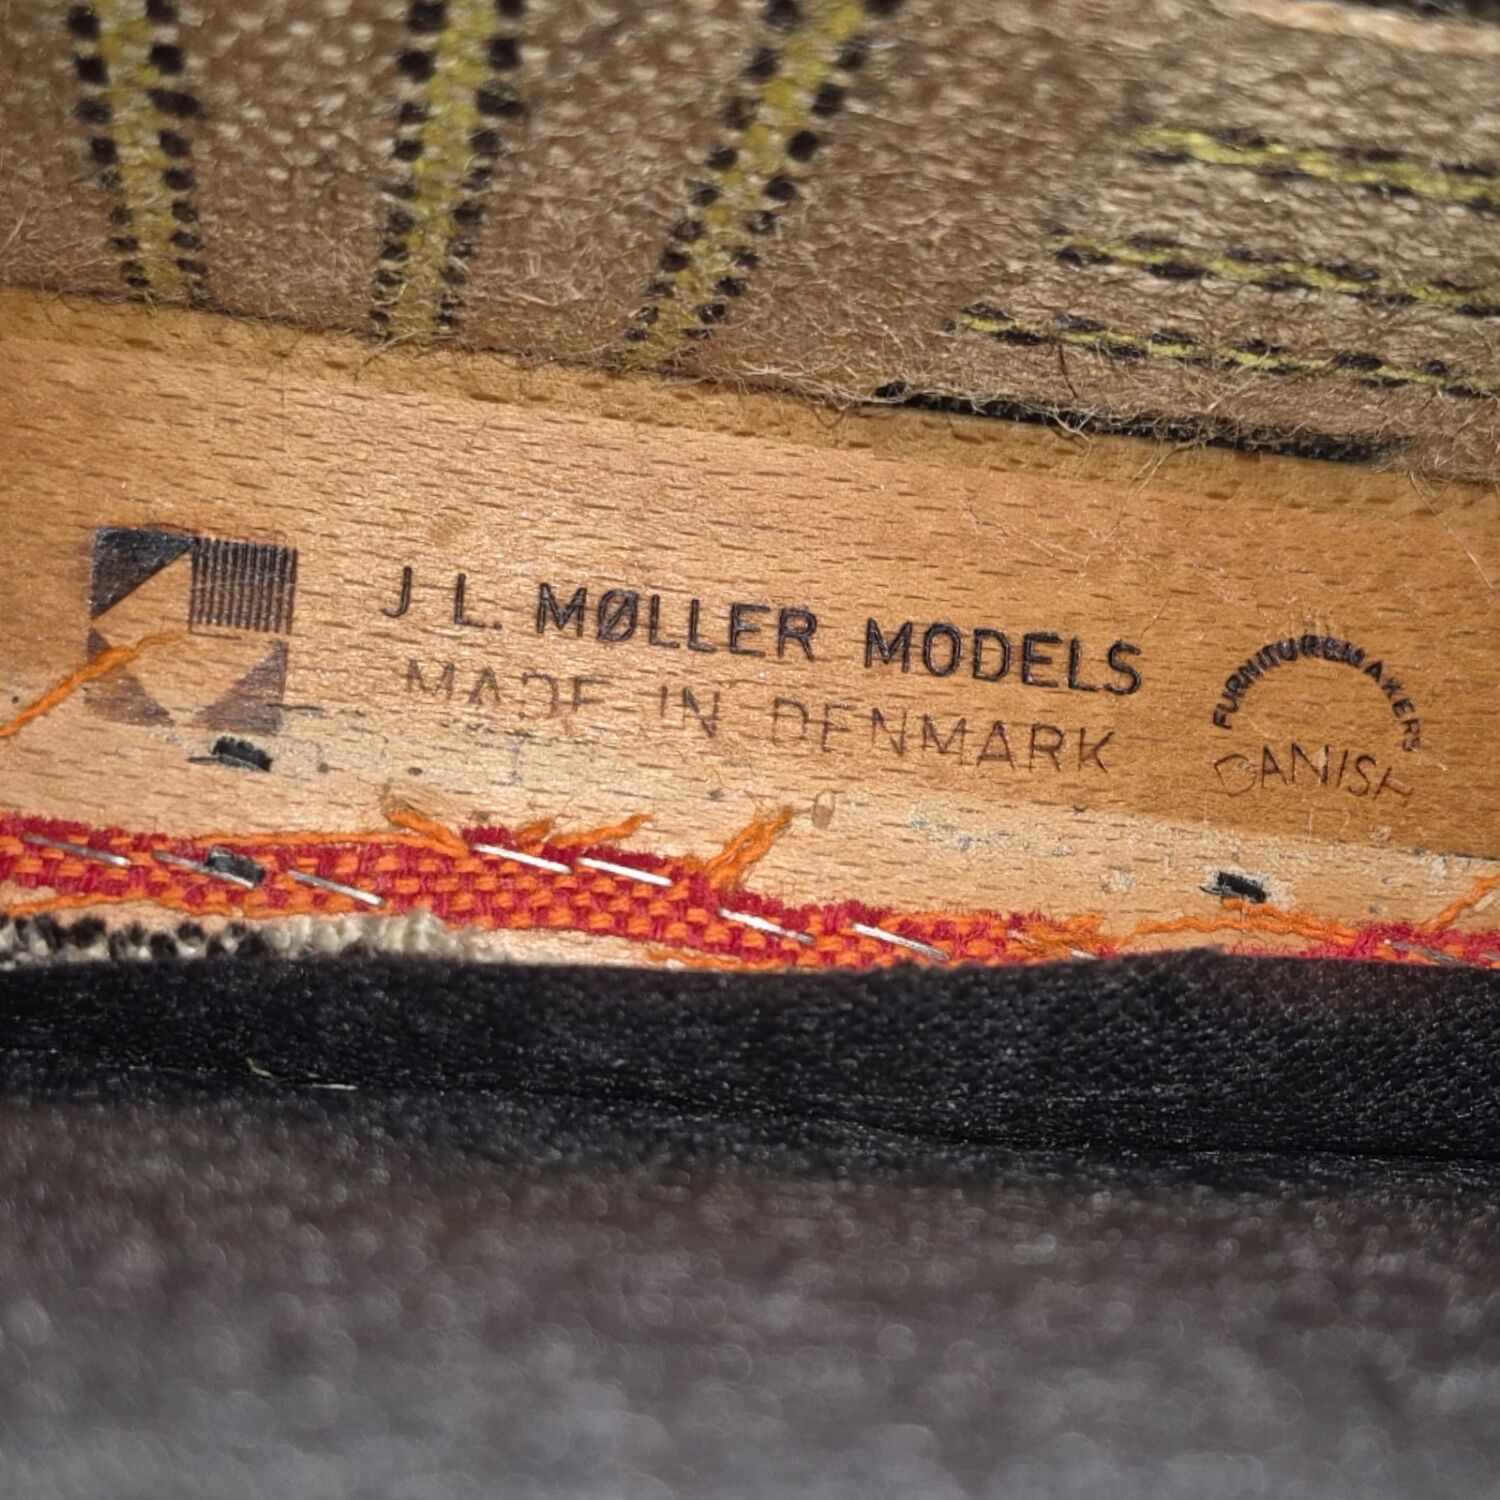 J L. MØLLER MODELS
MADE IN DENMARK
FURNITUREMAKERS
DANISH